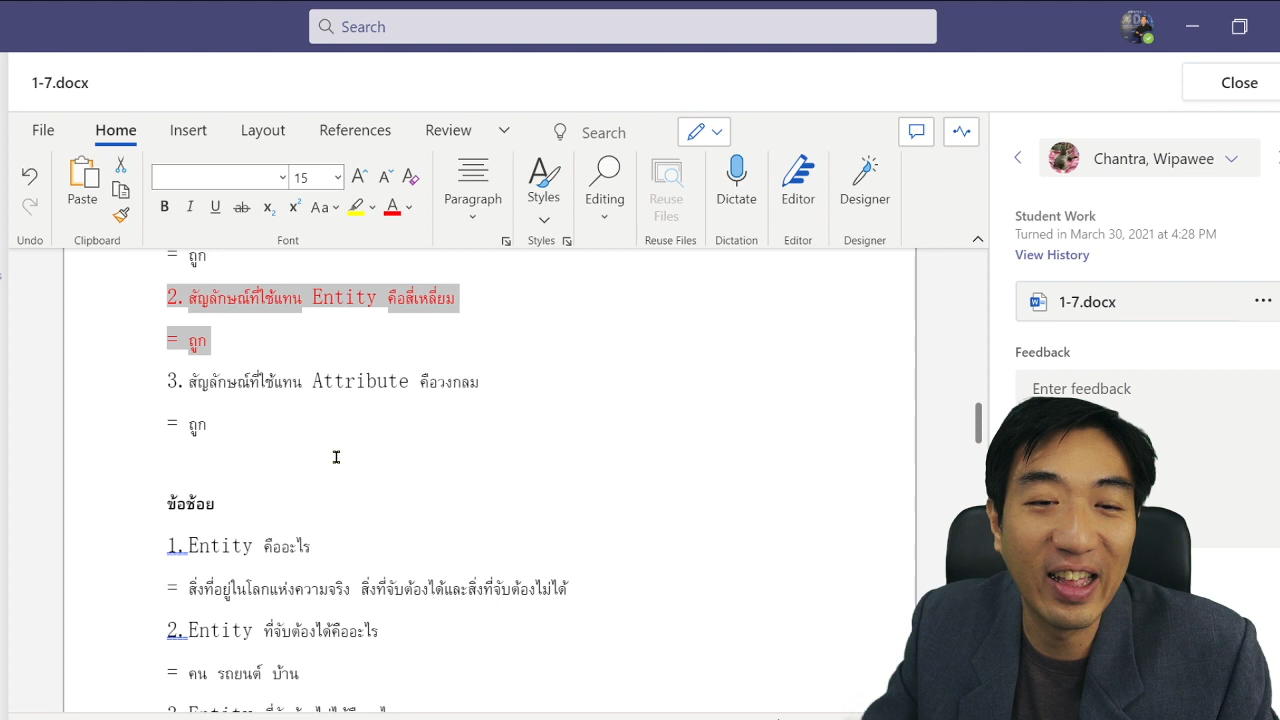 Search
1-7.docx
Close
File Home Insert Layout References Review Search
15
Paste
Aa
B I U ab x₂ x² A
Paragraph
Styles
Editing
Reuse Files
Dictate
Editor
Designer
Undo Clipboard Font Styles Reuse Files Dictation Editor Designer
Chantra, Wipawee
Student Work
Turned in March 30, 2021 at 4:28 PM
View History
1-7.docx
Feedback
Enter feedback
= ถูก
2.สัญลักษณ์ที่ใช้แทน Entity คือสี่เหลี่ยม
= ถูก
3.สัญลักษณ์ที่ใช้แทน Attribute คือวงกลม
= ถูก
ข้อช้อย
1.Entity คืออะไร
= สิ่งที่อยู่ในโลกแห่งความจริง สิ่งที่จับต้องได้และสิ่งที่จับต้องไม่ได้
2.Entity ที่จับต้องได้คืออะไร
= คน รถยนต์ บ้าน